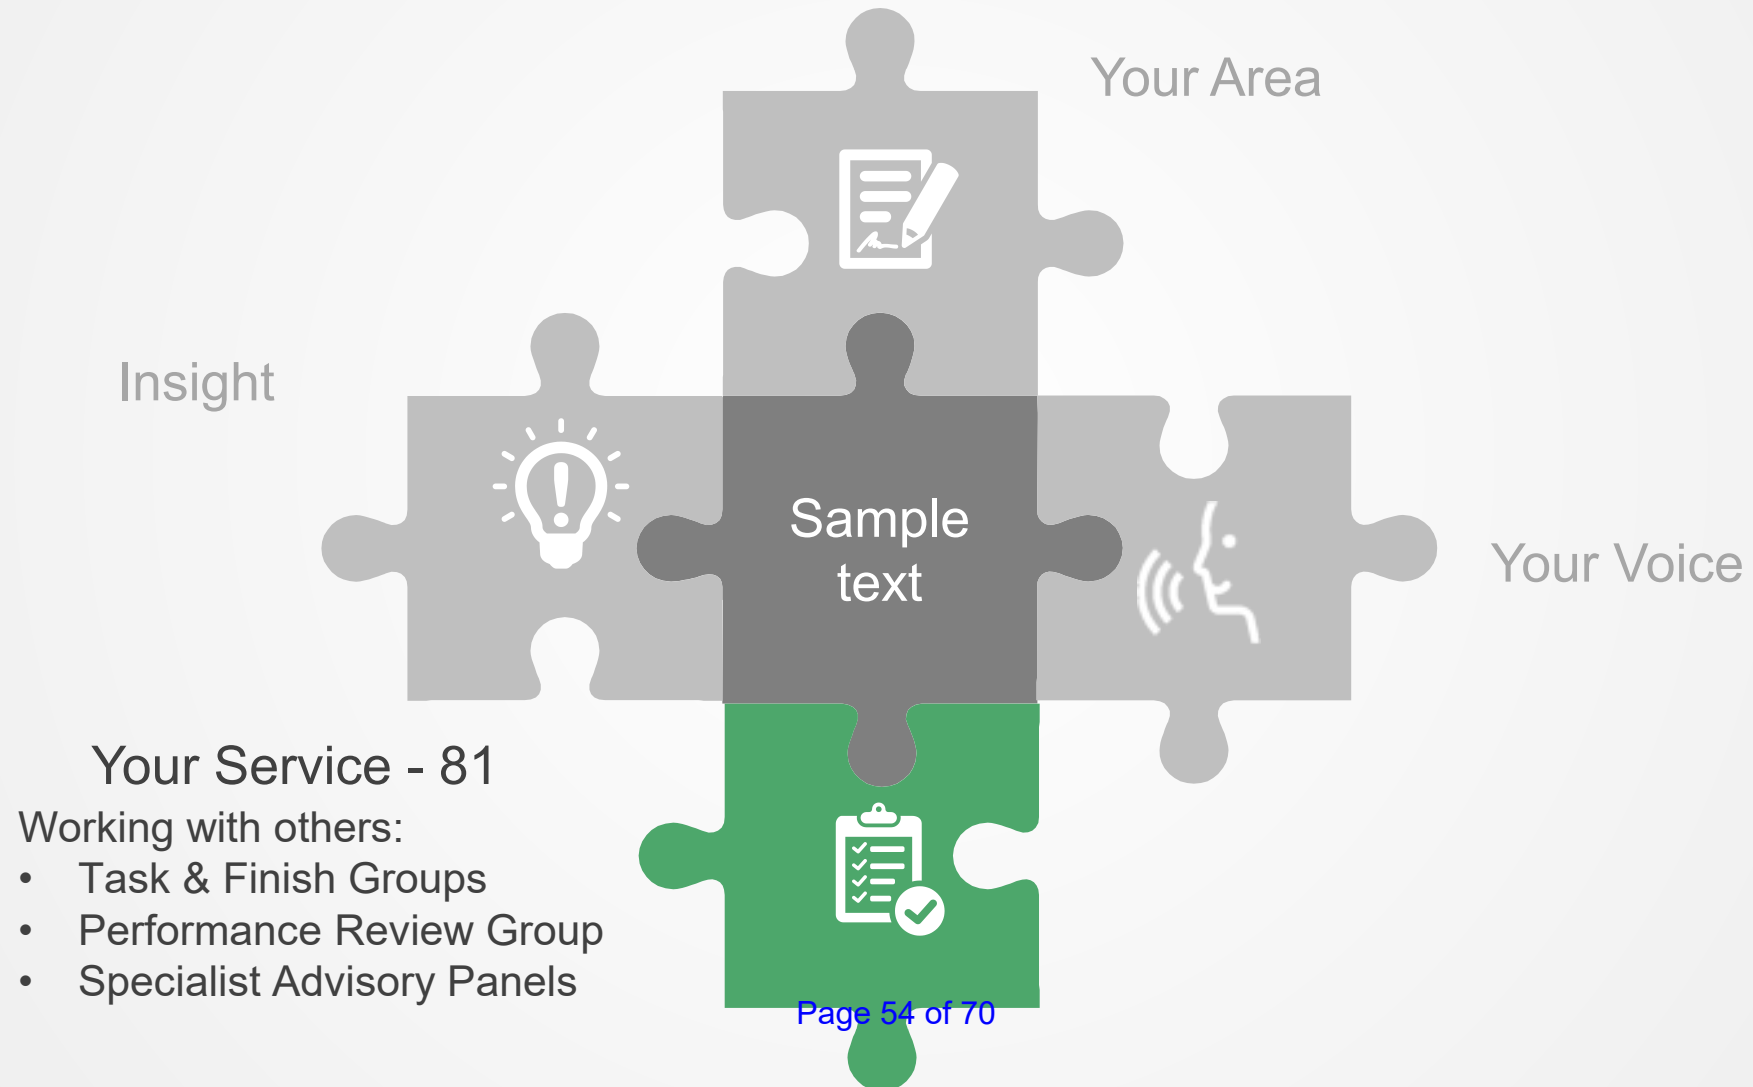 Your Area
Insight
Sample
text
Your Voice
Your Service - 81
Working with others:
• Task & Finish Groups
• Performance Review Group
• Specialist Advisory Panels
Page 54 of 70